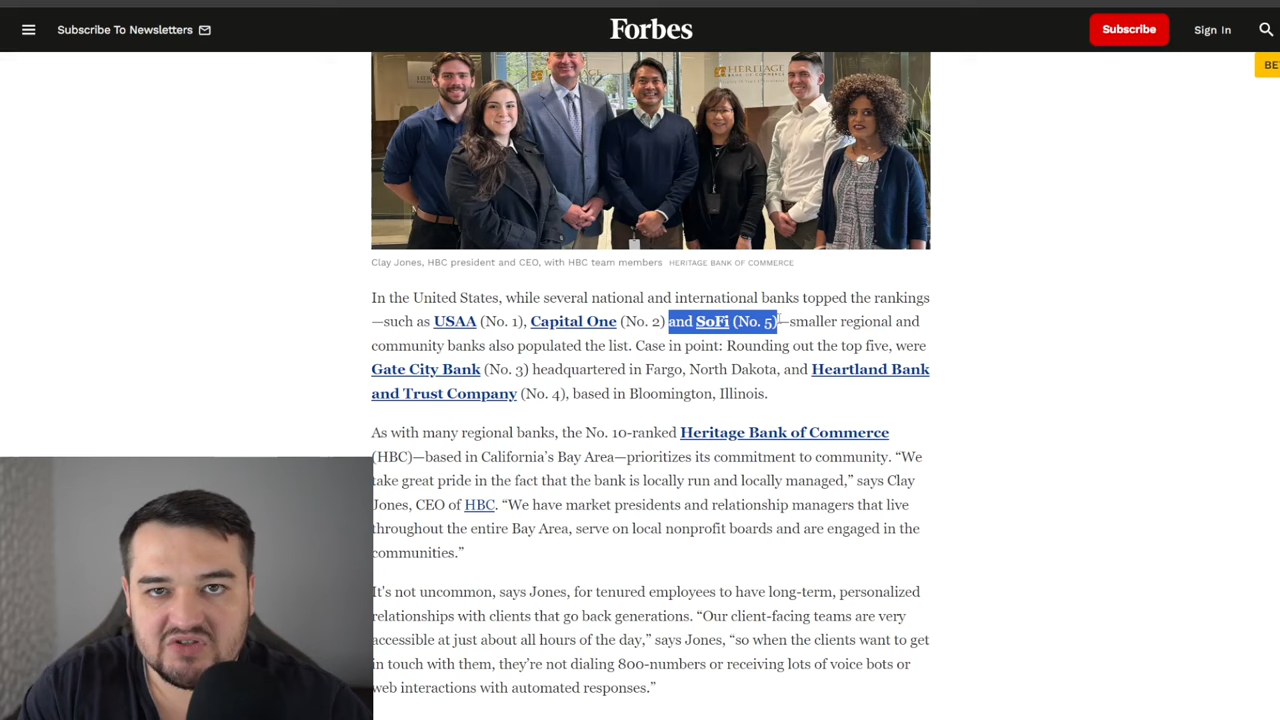 Subscribe To Newsletters
Forbes
Subscribe
Sign In
BE
HERITAGE
BANK OF COMMERCE
Clay Jones, HBC president and CEO, with HBC team members HERITAGE BANK OF COMMERCE
In the United States, while several national and international banks topped the rankings
—such as USAA (No. 1), Capital One (No. 2) and SoFi (No. 5)—smaller regional and
community banks also populated the list. Case in point: Rounding out the top five, were
Gate City Bank (No. 3) headquartered in Fargo, North Dakota, and Heartland Bank
and Trust Company (No. 4), based in Bloomington, Illinois.
As with many regional banks, the No. 10-ranked Heritage Bank of Commerce
(HBC)—based in California's Bay Area—prioritizes its commitment to community. “We
take great pride in the fact that the bank is locally run and locally managed,” says Clay
Jones, CEO of HBC. “We have market presidents and relationship managers that live
throughout the entire Bay Area, serve on local nonprofit boards and are engaged in the
communities.”
It's not uncommon, says Jones, for tenured employees to have long-term, personalized
relationships with clients that go back generations. “Our client-facing teams are very
accessible at just about all hours of the day,” says Jones, “so when the clients want to get
in touch with them, they're not dialing 800-numbers or receiving lots of voice bots or
web interactions with automated responses.”